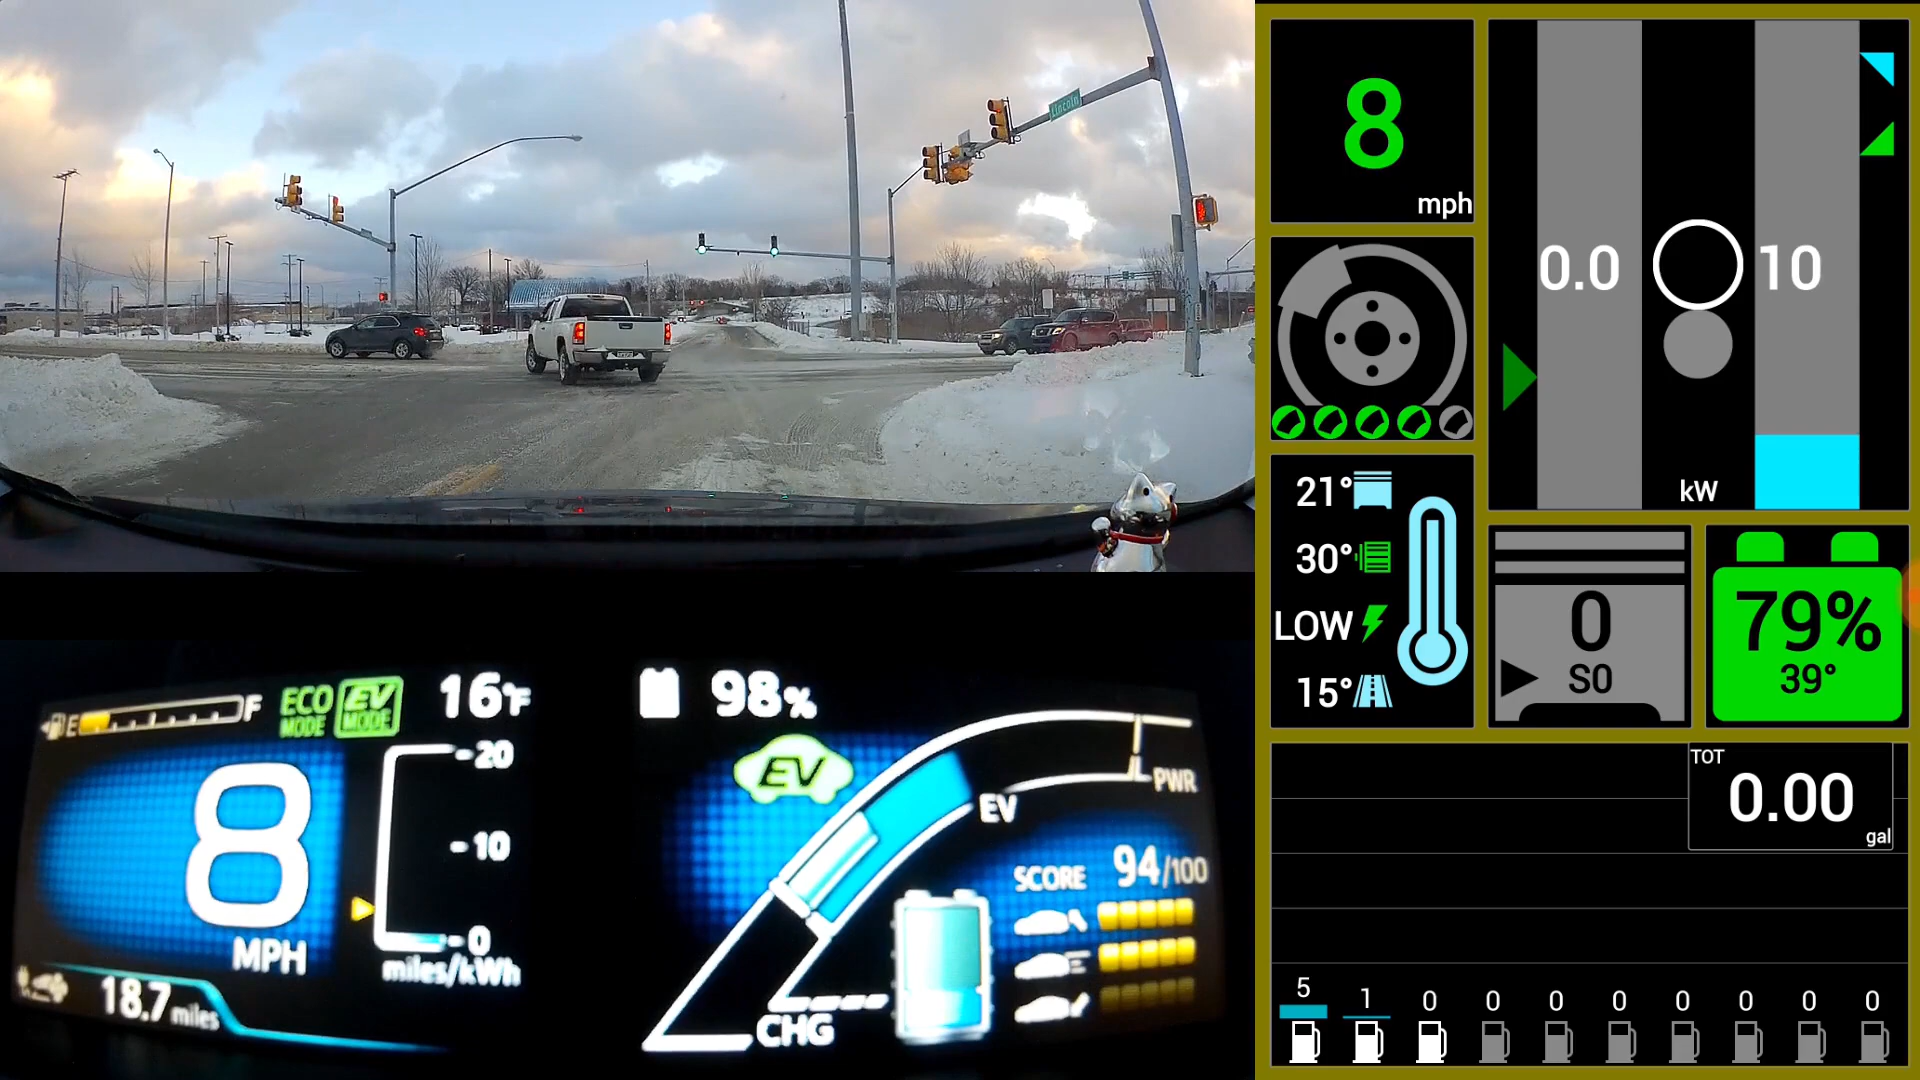 Lincoln
E
F
ECO
MODE
EV
MODE
16°F
8
MPH
20
10
0
miles/kWh
18.7 miles
98%
EV
EV
PWR
SCORE 94/100
CHG
8
mph
0.0
10
kW
21°
30°
LOW
15°
0
S0
79%
39°
TOT
0.00
gal
5 1 0 0 0 0 0 0 0 0